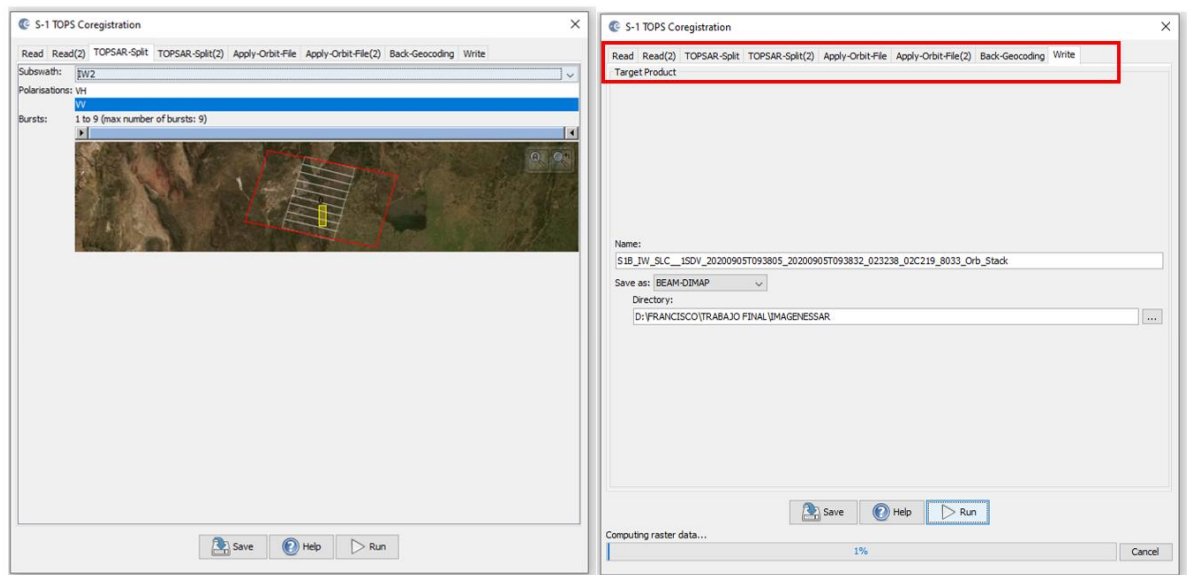 S-1 TOPS Coregistration
Read Read(2) TOPSAR-Split TOPSAR-Split(2) Apply-Orbit-File Apply-Orbit-File(2) Back-Geocoding Write
Subswath: IW2
Polarisations: VH
VV
Bursts: 1 to 9 (max number of bursts: 9)
Save Help Run
S-1 TOPS Coregistration
Read Read(2) TOPSAR-Split TOPSAR-Split(2) Apply-Orbit-File Apply-Orbit-File(2) Back-Geocoding Write
Target Product
Name:
S1B_IW_SLC__1SDV_20200905T093805_20200905T093832_023238_02C219_8033_Orb_Stack
Save as: BEAM-DIMAP
Directory:
D:\FRANCISCO\TRABAJO FINAL\IMAGENESSAR
...
Save Help Run
Computing raster data...
1%
Cancel